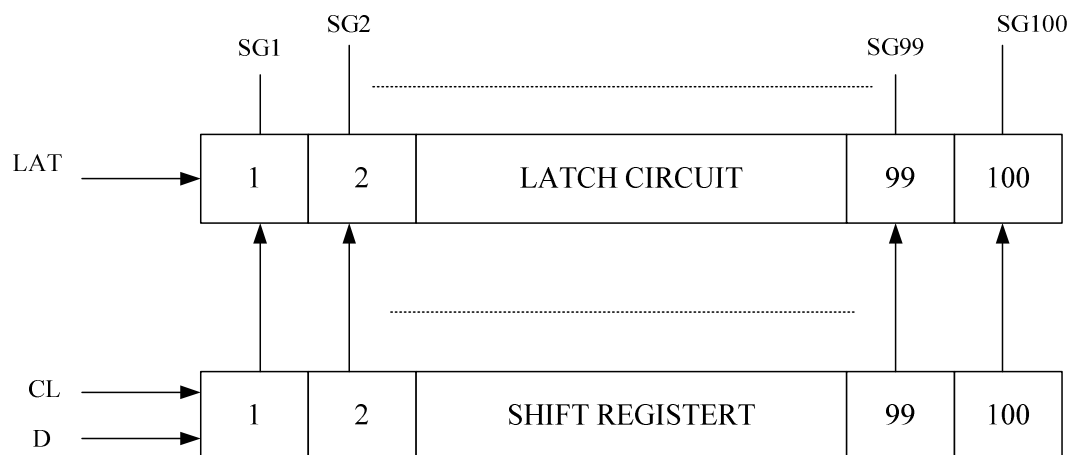 SG1 SG2 SG99 SG100
LAT 1 2 LATCH CIRCUIT 99 100
CL
D 1 2 SHIFT REGISTERT 99 100